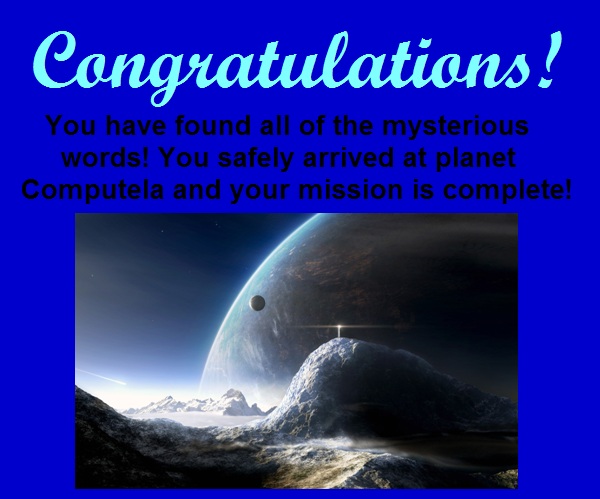 Congratulations!
You have found all of the mysterious
words! You safely arrived at planet
Computela and your mission is complete!